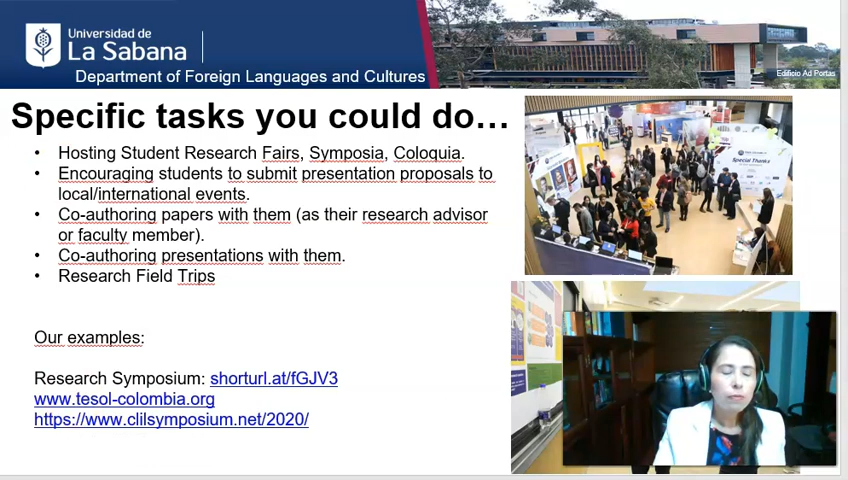 Universidad de
La Sabana
Department of Foreign Languages and Cultures
Edificio Ad Portas
Specific tasks you could do…
• Hosting Student Research Fairs, Symposia, Coloquia.
• Encouraging students to submit presentation proposals to
local/international events.
• Co-authoring papers with them (as their research advisor
or faculty member).
• Co-authoring presentations with them.
• Research Field Trips
Special Thanks
Our examples:
Research Symposium: shorturl.at/fGJV3
www.tesol-colombia.org
https://www.clilsymposium.net/2020/